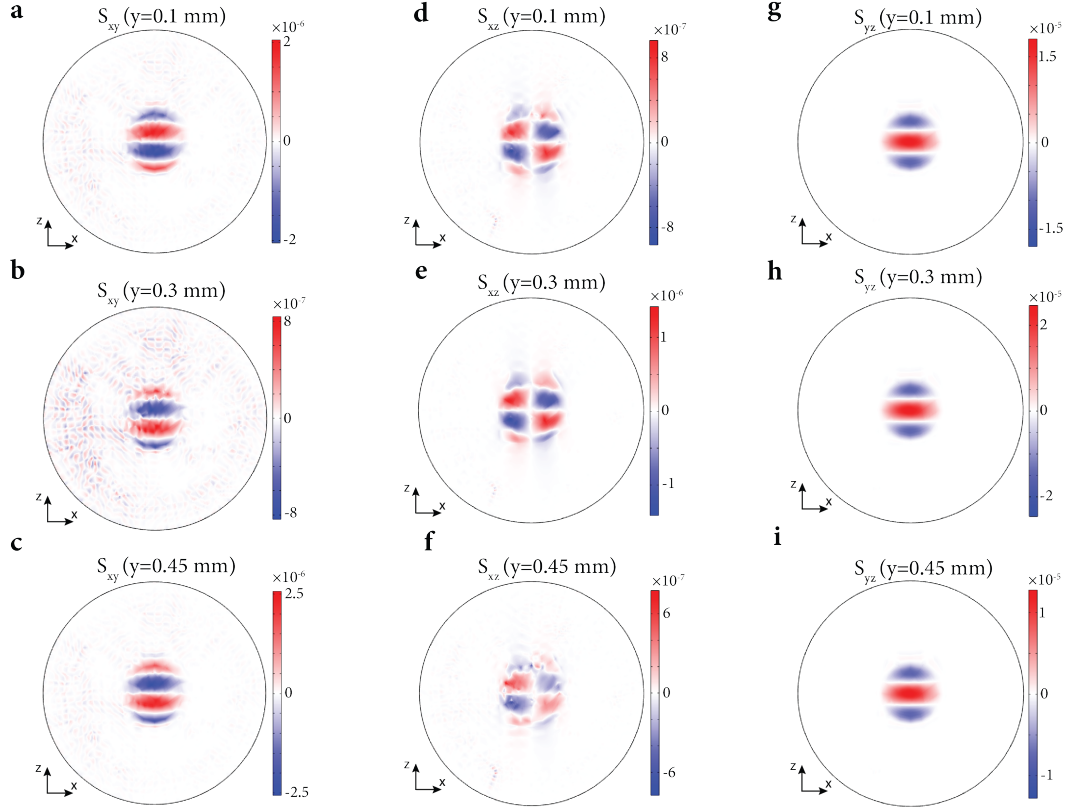 a
S_xy (y=0.1 mm)
×10^-6
2
0
-2
z
x
b
S_xy (y=0.3 mm)
×10^-7
8
0
-8
z
x
c
S_xy (y=0.45 mm)
×10^-6
2.5
0
-2.5
z
x
d
S_xz (y=0.1 mm)
×10^-7
8
0
-8
z
x
e
S_xz (y=0.3 mm)
×10^-6
1
0
-1
z
x
f
S_xz (y=0.45 mm)
×10^-7
6
0
-6
z
x
g
S_yz (y=0.1 mm)
×10^-5
1.5
0
-1.5
z
x
h
S_yz (y=0.3 mm)
×10^-5
2
0
-2
z
x
i
S_yz (y=0.45 mm)
×10^-5
1
0
-1
z
x